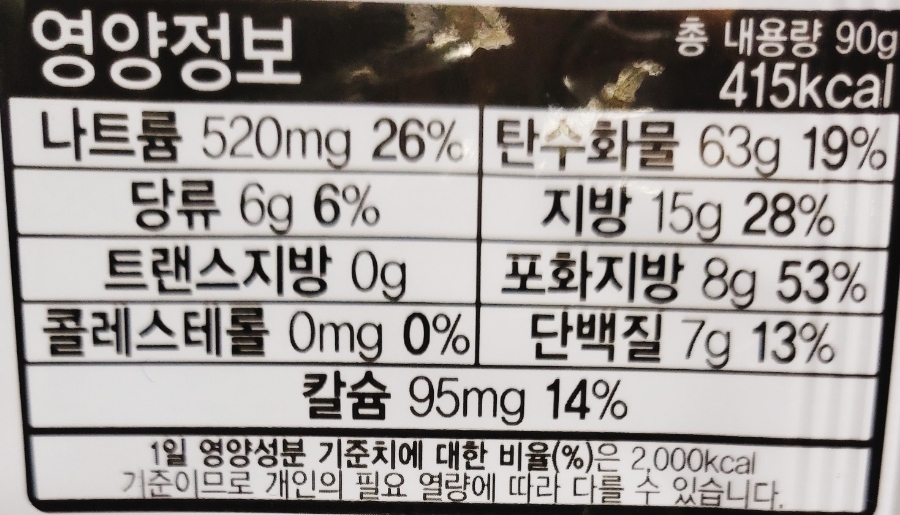 영양정보
총 내용량 90g
415kcal
나트륨 520mg 26% 탄수화물 63g 19%
당류 6g 6% 지방 15g 28%
트랜스지방 0g 포화지방 8g 53%
콜레스테롤 0mg 0% 단백질 7g 13%
칼슘 95mg 14%
1일 영양성분 기준치에 대한 비율(%)은 2,000kcal
기준이므로 개인의 필요 열량에 따라 다를 수 있습니다.